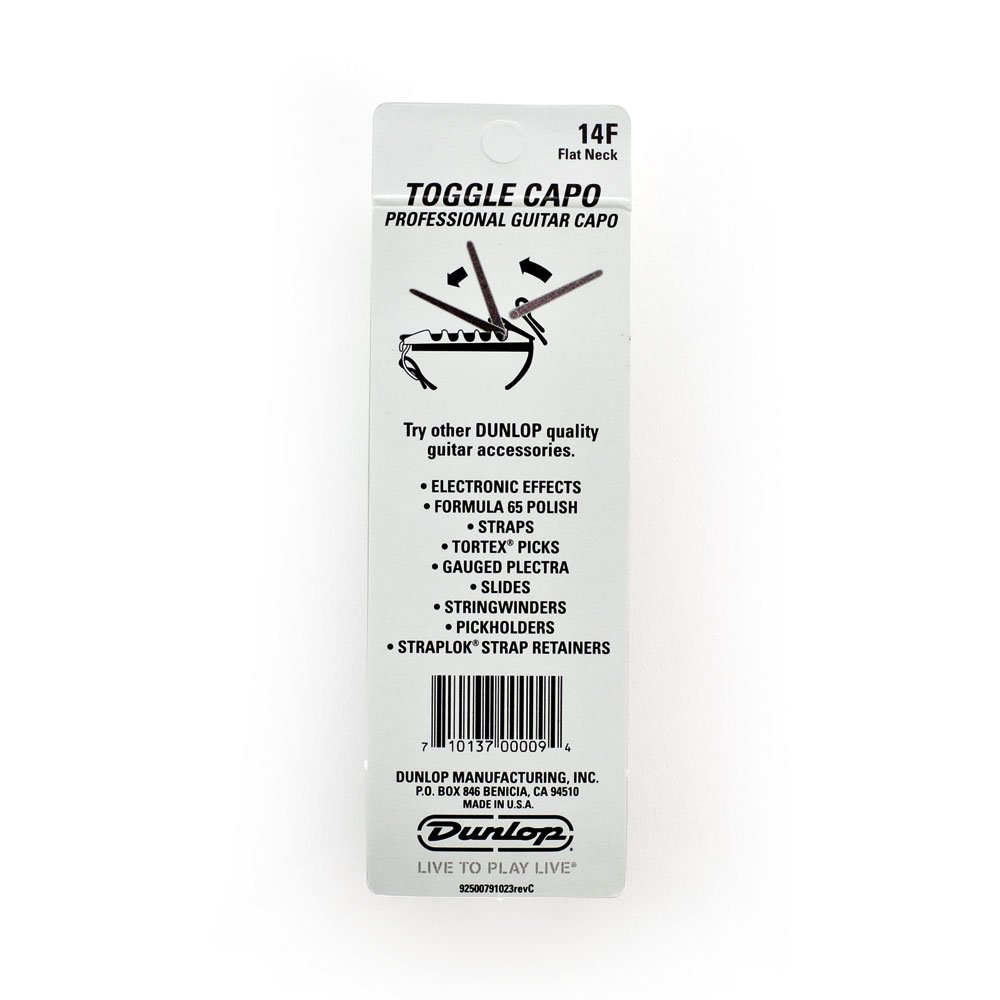 14F
Flat Neck
TOGGLE CAPO
PROFESSIONAL GUITAR CAPO
Try other DUNLOP quality
guitar accessories.
• ELECTRONIC EFFECTS
• FORMULA 65 POLISH
• STRAPS
• TORTEX® PICKS
• GAUGED PLECTRA
• SLIDES
• STRINGWINDERS
• PICKHOLDERS
• STRAPLOK® STRAP RETAINERS
7 10137 00009 4
DUNLOP MANUFACTURING, INC.
P.O. BOX 846 BENICIA, CA 94510
MADE IN U.S.A.
Dunlop
LIVE TO PLAY LIVE®
92500791023revC